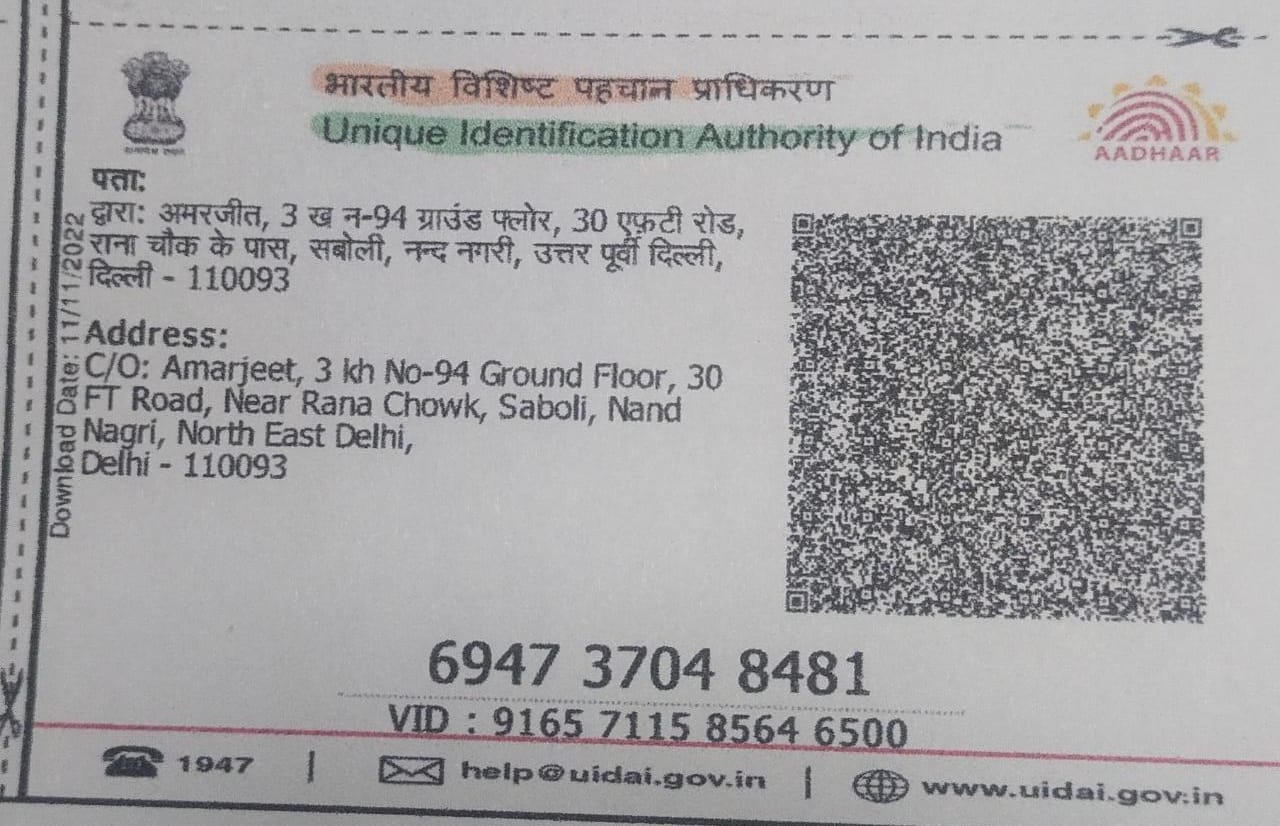 भारतीय विशिष्ट पहचान प्राधिकरण
Unique Identification Authority of India
AADHAAR
पता:
द्वारा: अमरजीत, 3 ख न-94 ग्राउंड फ्लोर, 30 एफ़टी रोड,
राना चौक के पास, सबोली, नन्द नगरी, उत्तर पूर्वी दिल्ली,
दिल्ली - 110093
Address:
C/O: Amarjeet, 3 kh No-94 Ground Floor, 30
FT Road, Near Rana Chowk, Saboli, Nand
Nagri, North East Delhi,
Delhi - 110093
Download Date: 11/11/2022
6947 3704 8481
VID : 9165 7115 8564 6500
1947
help@uidai.gov.in
www.uidai.gov.in